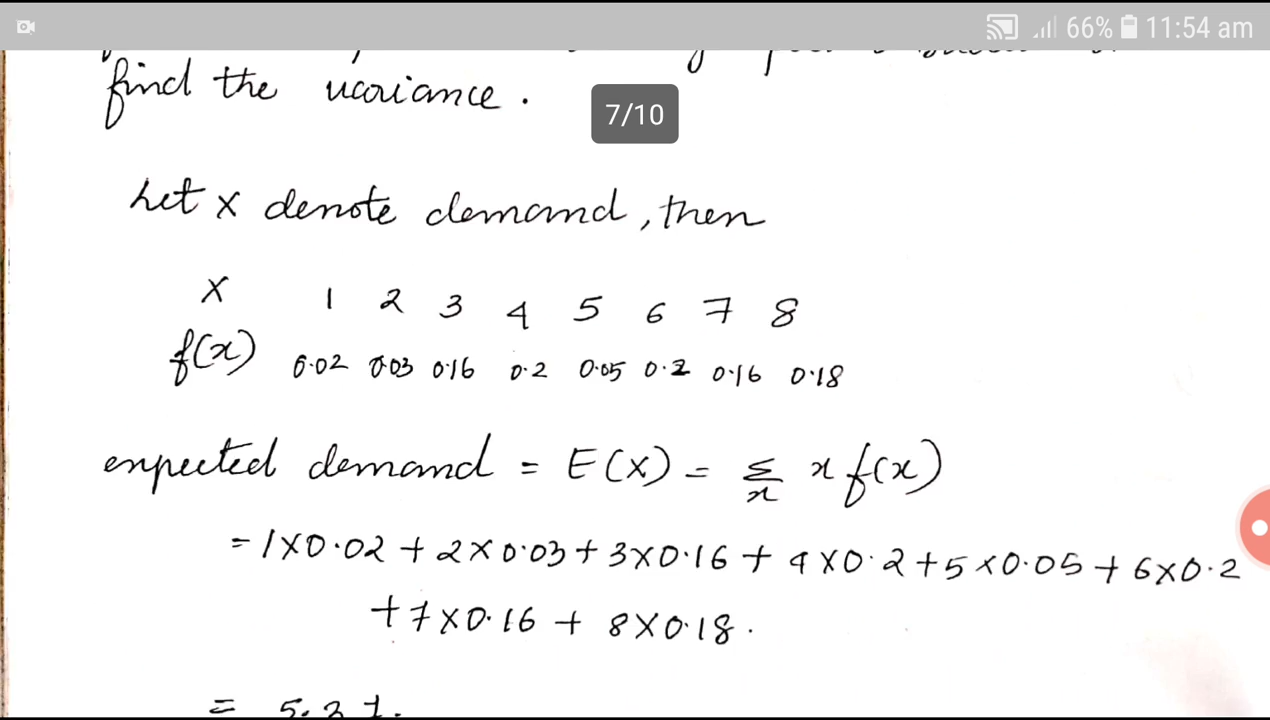 66% 11:54 am
find the variance.
7/10
Let X denote demand, then
X 1 2 3 4 5 6 7 8
f(x) 0.02 0.03 0.16 0.2 0.05 0.2 0.16 0.18
expected demand = E(X) = Σ x f(x)
x
= 1×0.02 + 2×0.03 + 3×0.16 + 4×0.2 + 5×0.05 + 6×0.2
+ 7×0.16 + 8×0.18.
=